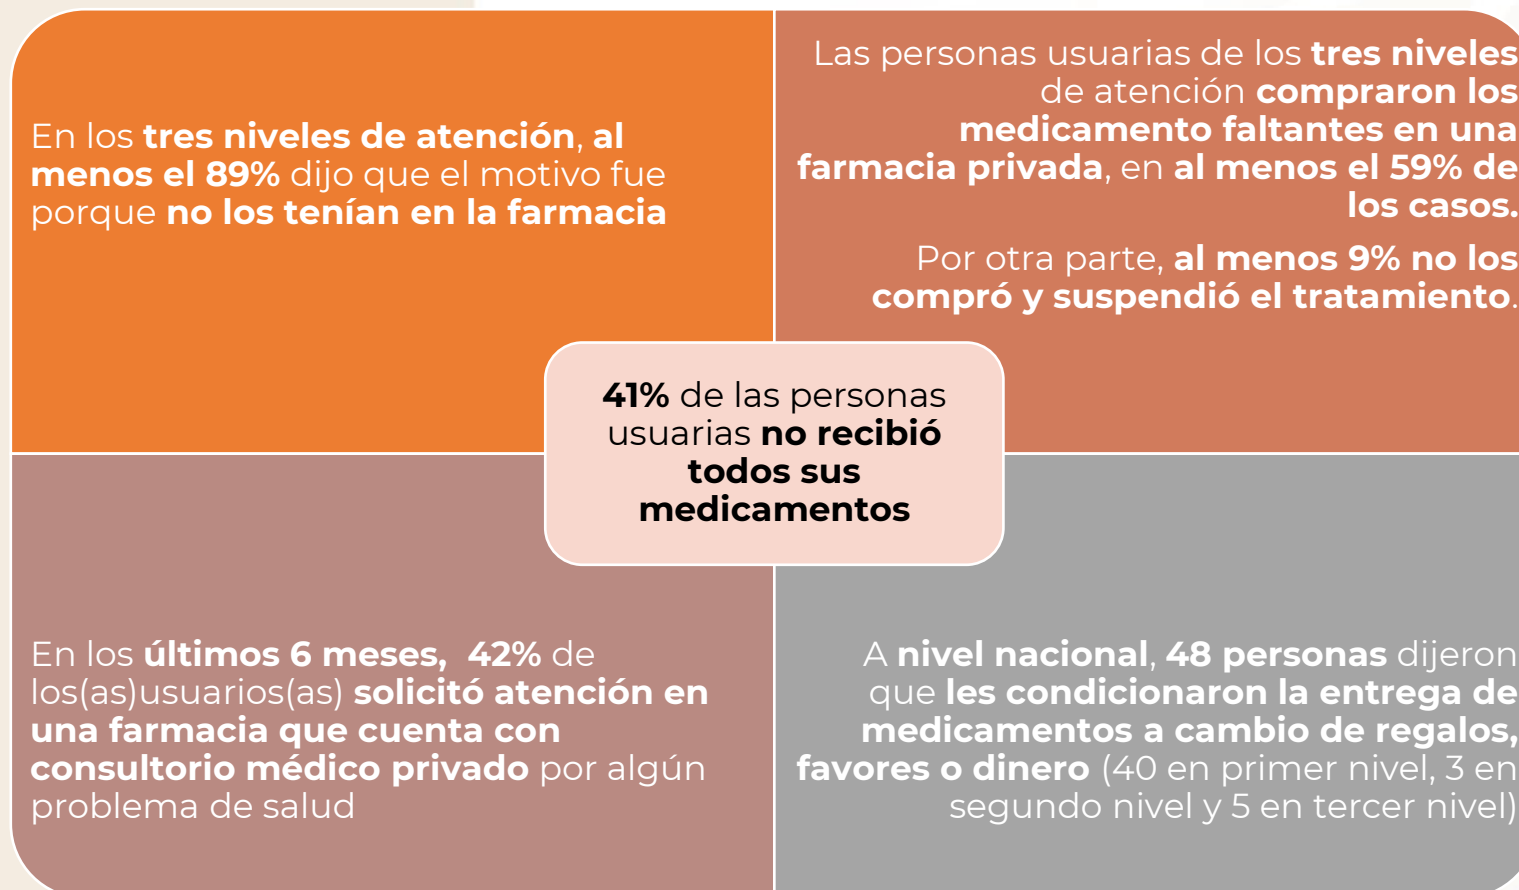 En los tres niveles de atención, al
menos el 89% dijo que el motivo fue
porque no los tenían en la farmacia
Las personas usuarias de los tres niveles
de atención compraron los
medicamento faltantes en una
farmacia privada, en al menos el 59% de
los casos.
Por otra parte, al menos 9% no los
compró y suspendió el tratamiento.
41% de las personas
usuarias no recibió
todos sus
medicamentos
En los últimos 6 meses, 42% de
los(as)usuarios(as) solicitó atención en
una farmacia que cuenta con
consultorio médico privado por algún
problema de salud
A nivel nacional, 48 personas dijeron
que les condicionaron la entrega de
medicamentos a cambio de regalos,
favores o dinero (40 en primer nivel, 3 en
segundo nivel y 5 en tercer nivel)